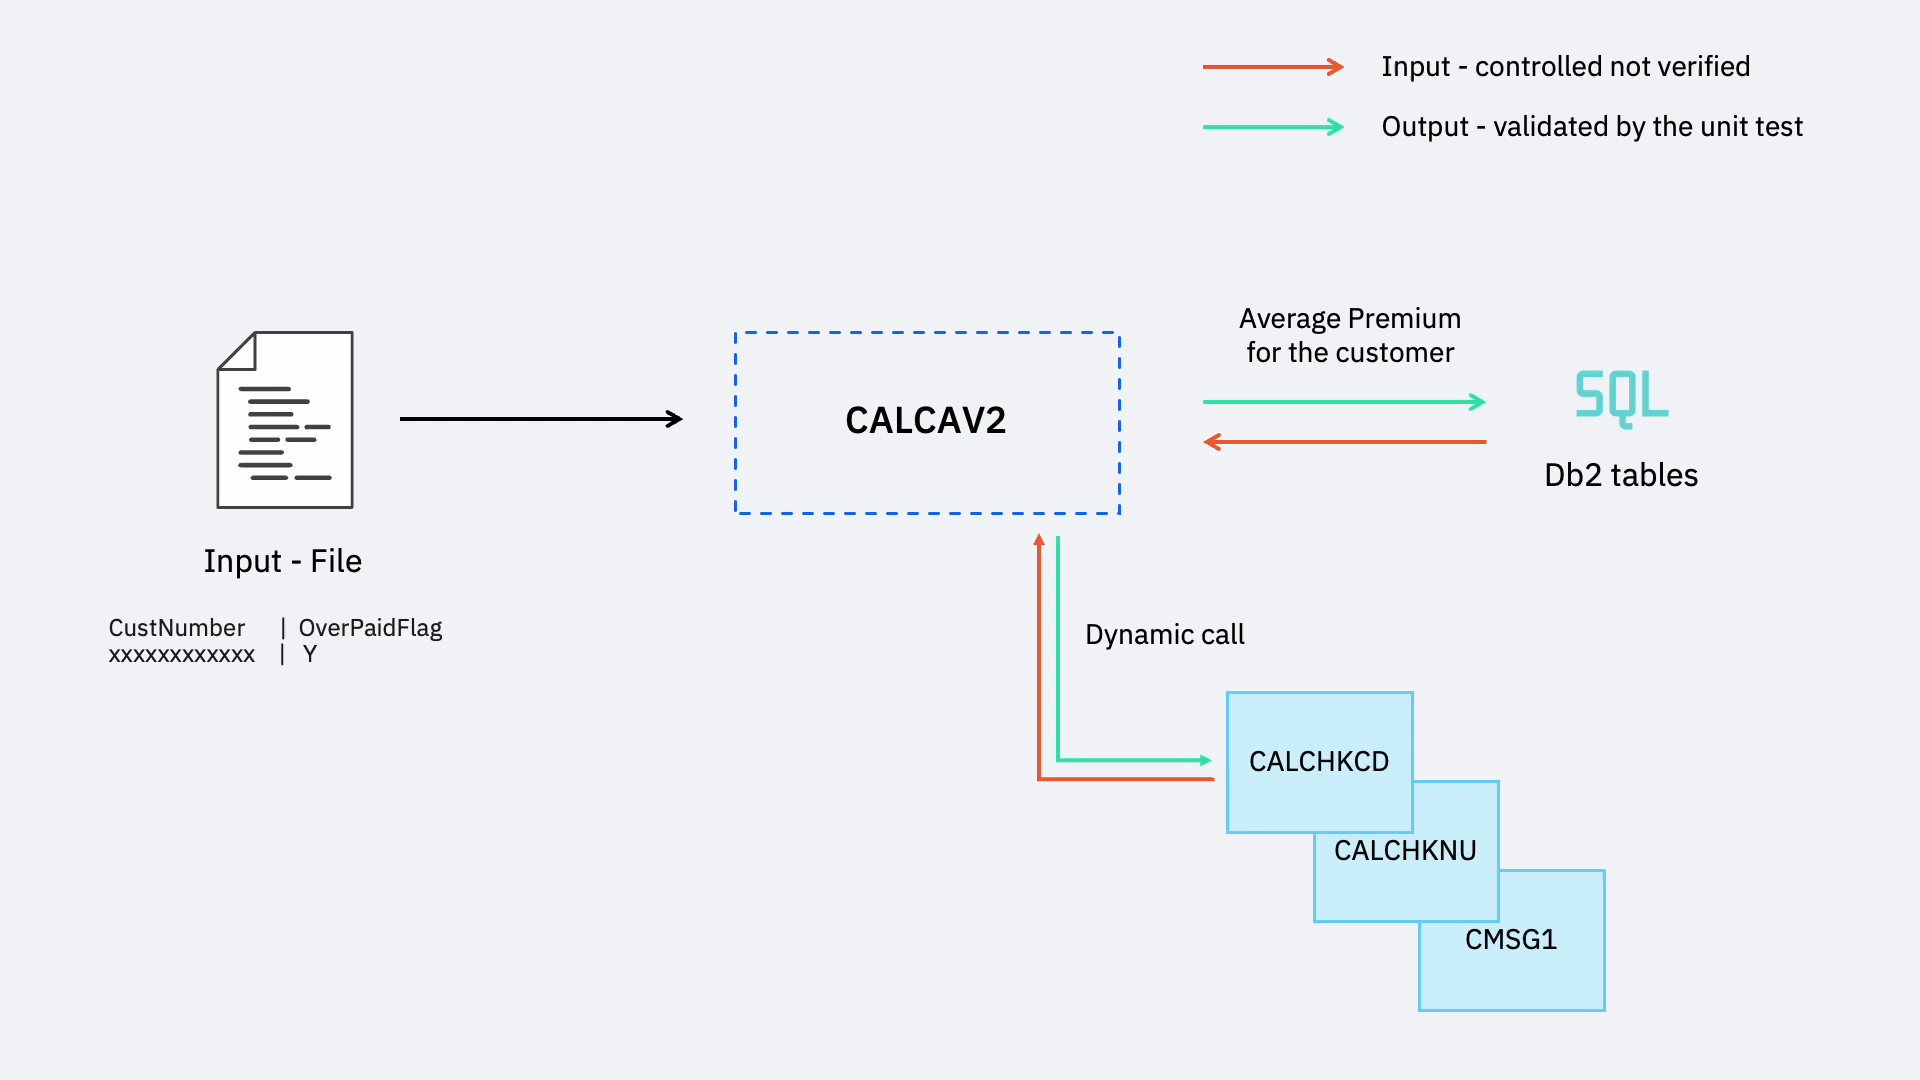 Input - controlled not verified
Output - validated by the unit test
Average Premium
for the customer
CALCAV2
SQL
Db2 tables
Input - File
CustNumber | OverPaidFlag
xxxxxxxxxxxx | Y
Dynamic call
CALCHKCD
CALCHKNU
CMSG1